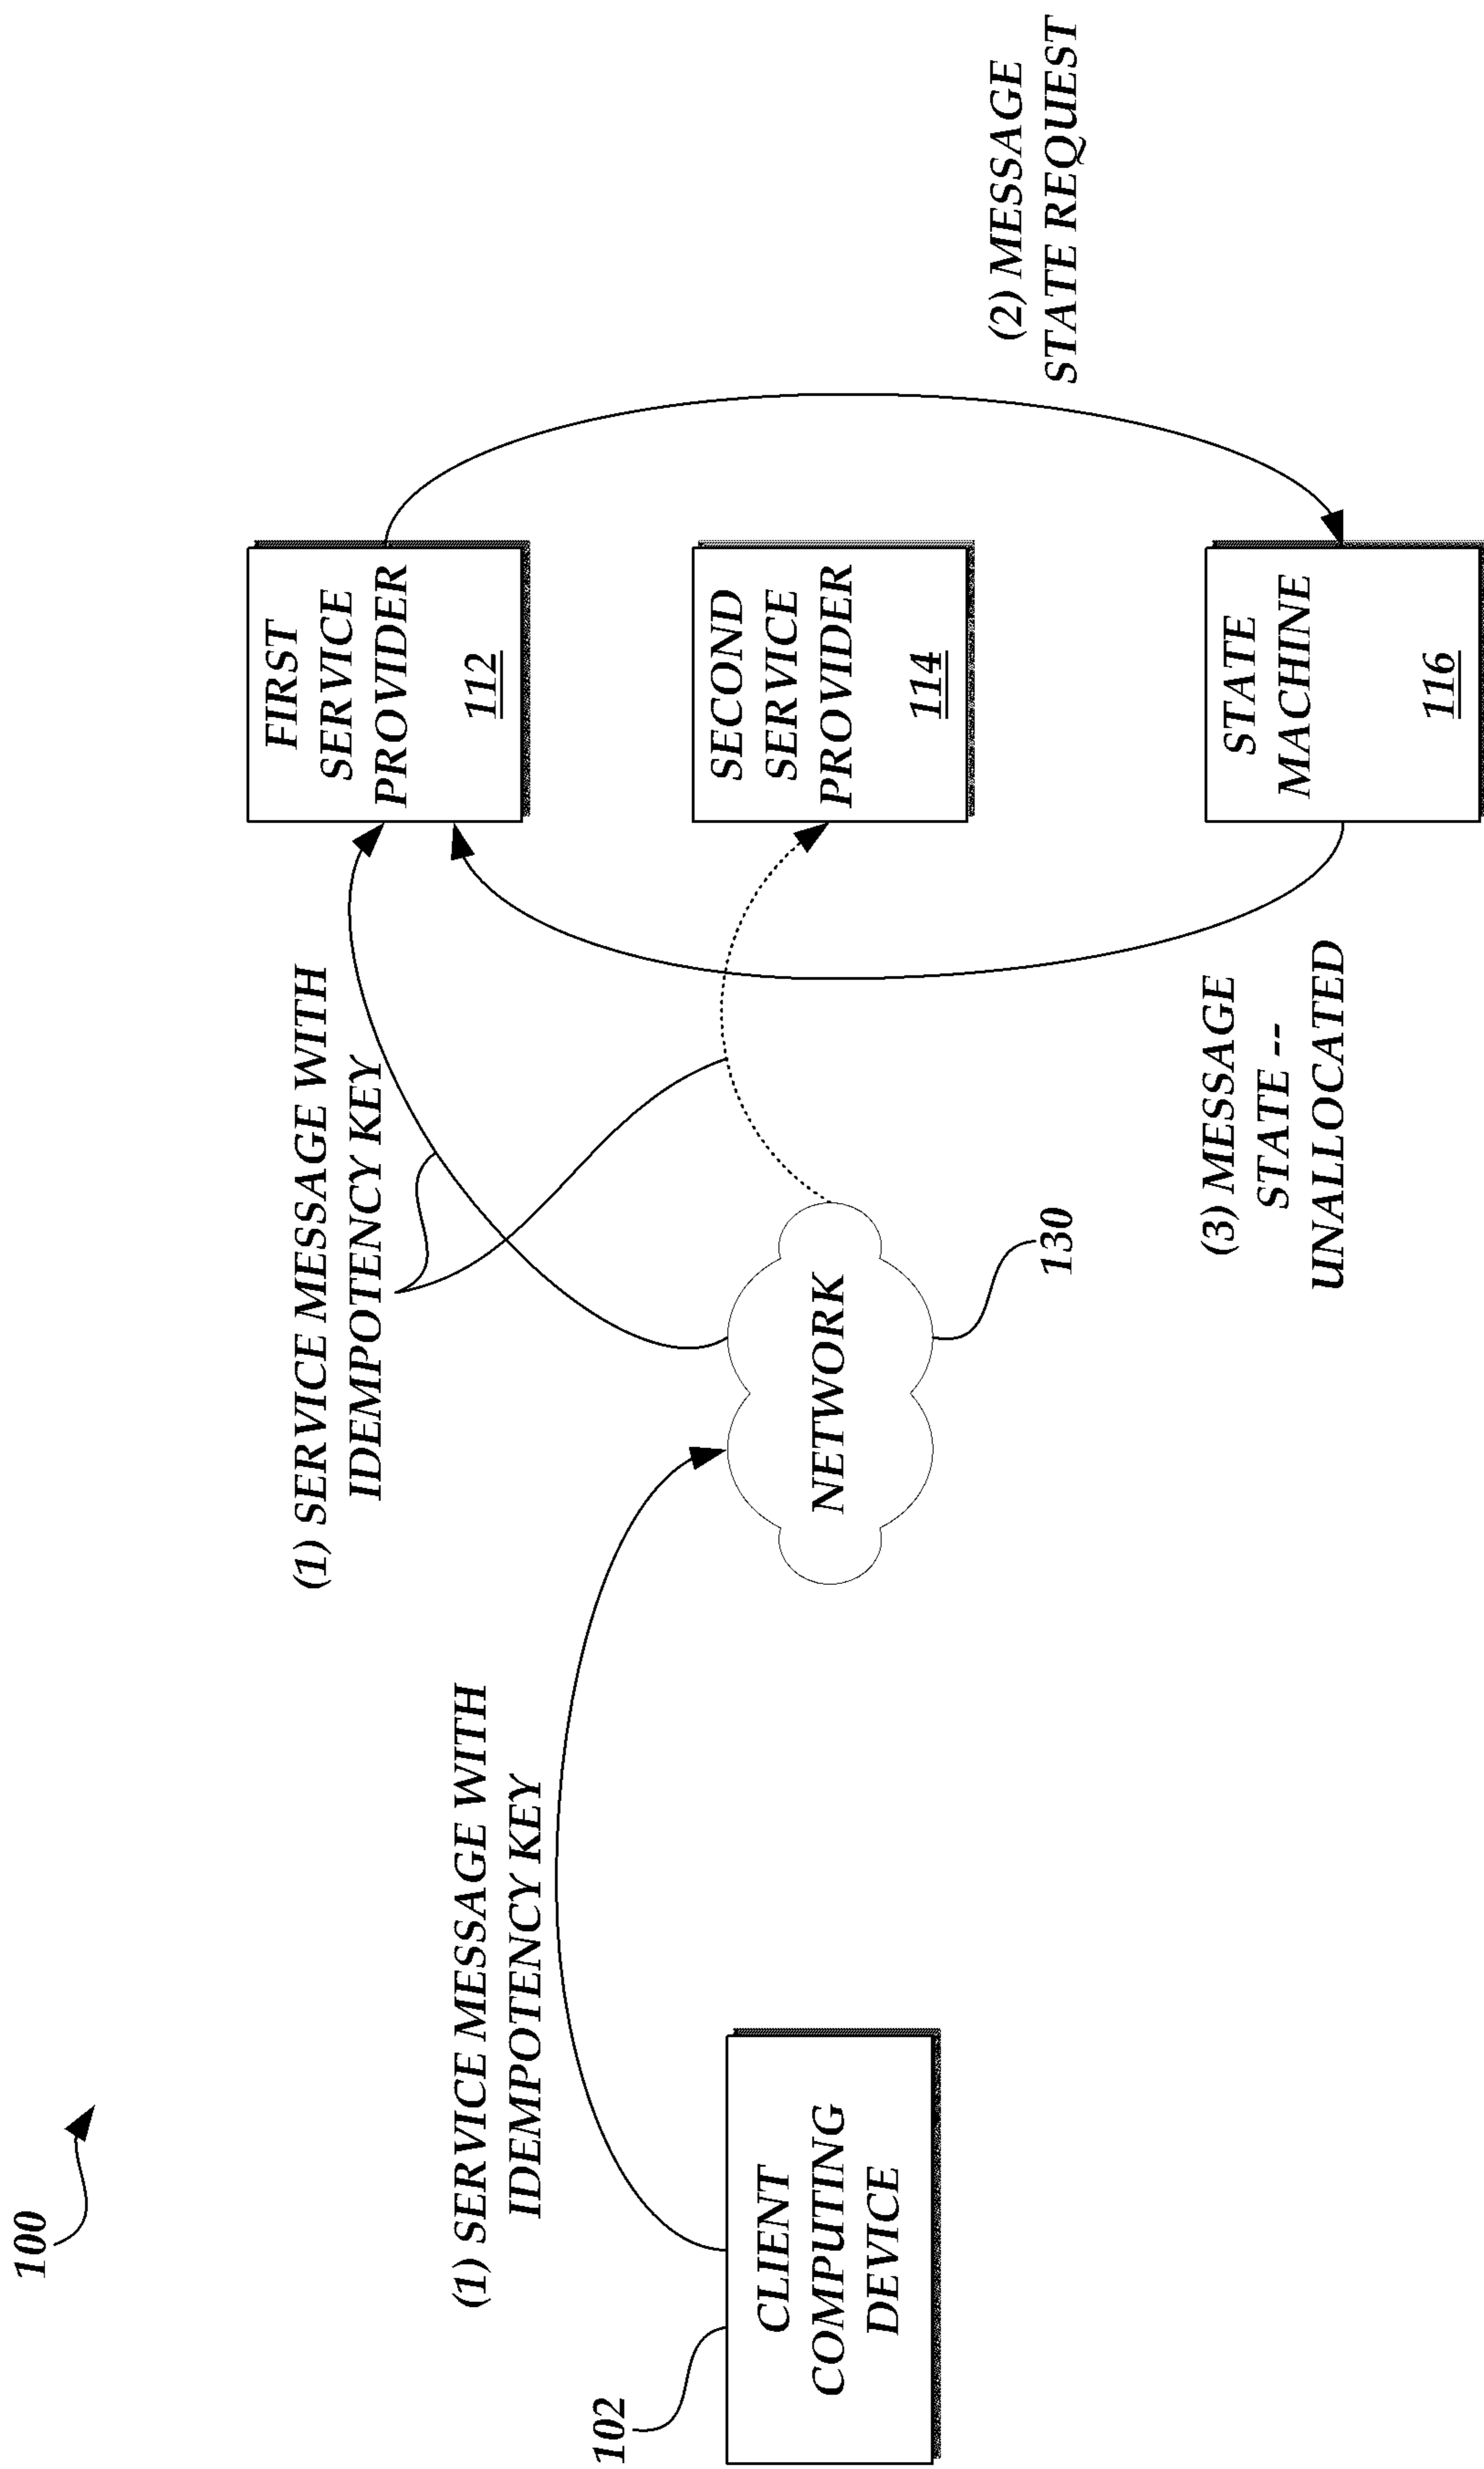 100
102
CLIENT
COMPUTING
DEVICE
(1) SERVICE MESSAGE WITH
IDEMPOTENCY KEY
NETWORK
130
(1) SERVICE MESSAGE WITH
IDEMPOTENCY KEY
FIRST
SERVICE
PROVIDER
112
SECOND
SERVICE
PROVIDER
114
STATE
MACHINE
116
(2) MESSAGE
STATE REQUEST
(3) MESSAGE
STATE --
UNALLOCATED